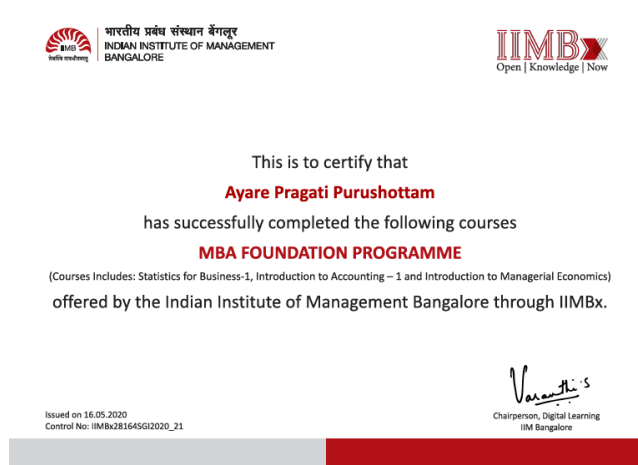 भारतीय प्रबंध संस्थान बेंगलूर
INDIAN INSTITUTE OF MANAGEMENT
BANGALORE
IIMB
IIMBx
Open | Knowledge | Now
This is to certify that
Ayare Pragati Purushottam
has successfully completed the following courses
MBA FOUNDATION PROGRAMME
(Courses Includes: Statistics for Business-1, Introduction to Accounting – 1 and Introduction to Managerial Economics)
offered by the Indian Institute of Management Bangalore through IIMBx.
Varanthi S
Chairperson, Digital Learning
IIM Bangalore
Issued on 16.05.2020
Control No: IIMBx28164SGI2020_21